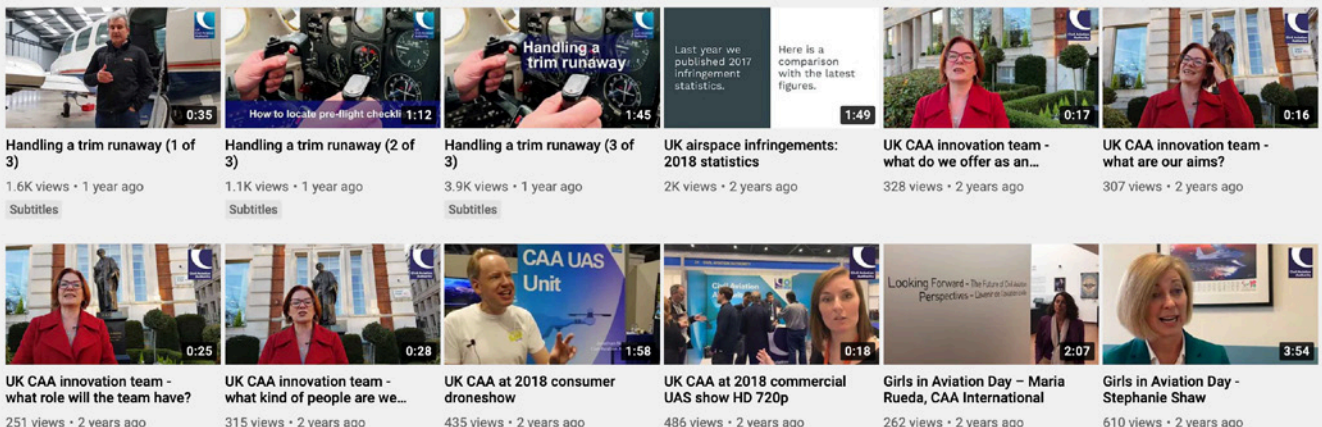 0:35
Handling a trim runaway (1 of
3)
1.6K views • 1 year ago
Subtitles
How to locate pre-flight checkli
1:12
Handling a trim runaway (2 of
3)
1.1K views • 1 year ago
Subtitles
Handling a
trim runaway
1:45
Handling a trim runaway (3 of
3)
3.9K views • 1 year ago
Subtitles
Last year we
published 2017
infringement
statistics.
Here is a
comparison
with the latest
figures.
1:49
UK airspace infringements:
2018 statistics
2K views • 2 years ago
0:17
UK CAA innovation team -
what do we offer as an...
328 views • 2 years ago
0:16
UK CAA innovation team -
what are our aims?
307 views • 2 years ago
Civil Aviation
Authority
0:25
UK CAA innovation team -
what role will the team have?
251 views • 2 years ago
Civil Aviation
Authority
0:28
UK CAA innovation team -
what kind of people are we...
315 views • 2 years ago
CAA UAS
Unit
1:58
UK CAA at 2018 consumer
droneshow
435 views • 2 years ago
Civil Aviation
0:18
UK CAA at 2018 commercial
UAS show HD 720p
486 views • 2 years ago
Looking Forward - The Future of Civil Aviation
2:07
Girls in Aviation Day – Maria
Rueda, CAA International
262 views • 2 years ago
Civil Aviation
Authority
3:54
Girls in Aviation Day -
Stephanie Shaw
610 views • 2 years ago